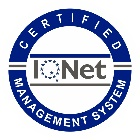 CERTIFIED
IQNet
MANAGEMENT SYSTEM